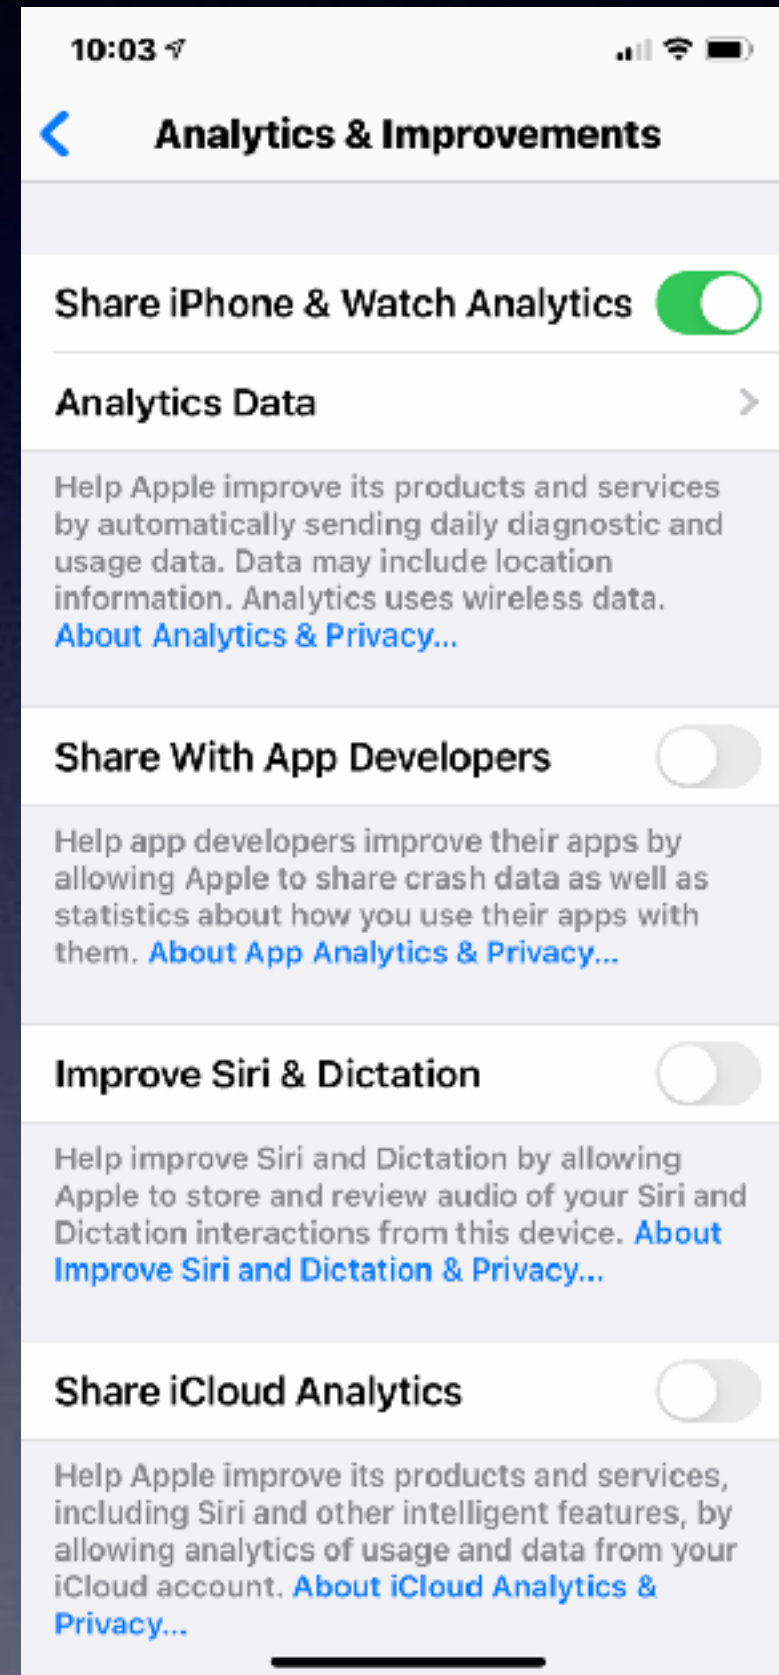 10:03
Analytics & Improvements
Share iPhone & Watch Analytics
Analytics Data
Help Apple improve its products and services
by automatically sending daily diagnostic and
usage data. Data may include location
information. Analytics uses wireless data.
About Analytics & Privacy...
Share With App Developers
Help app developers improve their apps by
allowing Apple to share crash data as well as
statistics about how you use their apps with
them. About App Analytics & Privacy...
Improve Siri & Dictation
Help improve Siri and Dictation by allowing
Apple to store and review audio of your Siri and
Dictation interactions from this device. About
Improve Siri and Dictation & Privacy...
Share iCloud Analytics
Help Apple improve its products and services,
including Siri and other intelligent features, by
allowing analytics of usage and data from your
iCloud account. About iCloud Analytics &
Privacy...